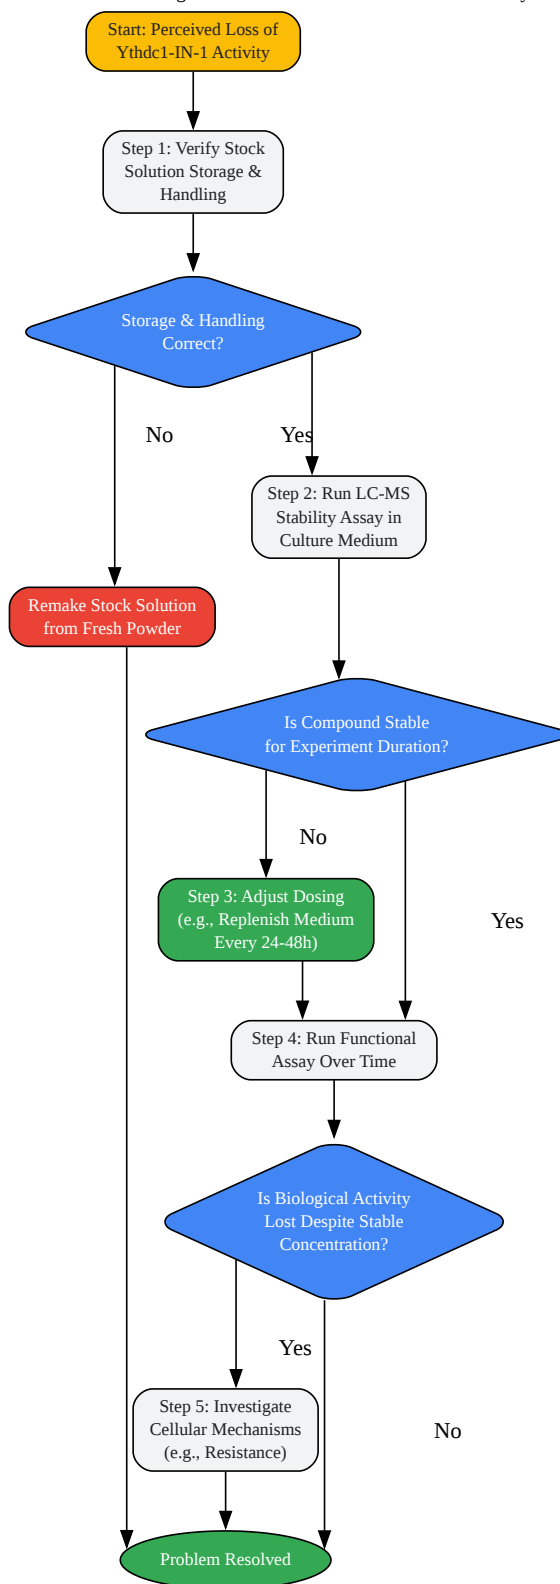 Start: Perceived Loss of
Ythdc1-IN-1 Activity
Step 1: Verify Stock
Solution Storage &
Handling
Storage & Handling
Correct?
No
Yes
Step 2: Run LC-MS
Stability Assay in
Culture Medium
Remake Stock Solution
from Fresh Powder
Is Compound Stable
for Experiment Duration?
No
Step 3: Adjust Dosing
(e.g., Replenish Medium
Every 24-48h)
Yes
Step 4: Run Functional
Assay Over Time
Is Biological Activity
Lost Despite Stable
Concentration?
Yes
Step 5: Investigate
Cellular Mechanisms
(e.g., Resistance)
No
Problem Resolved